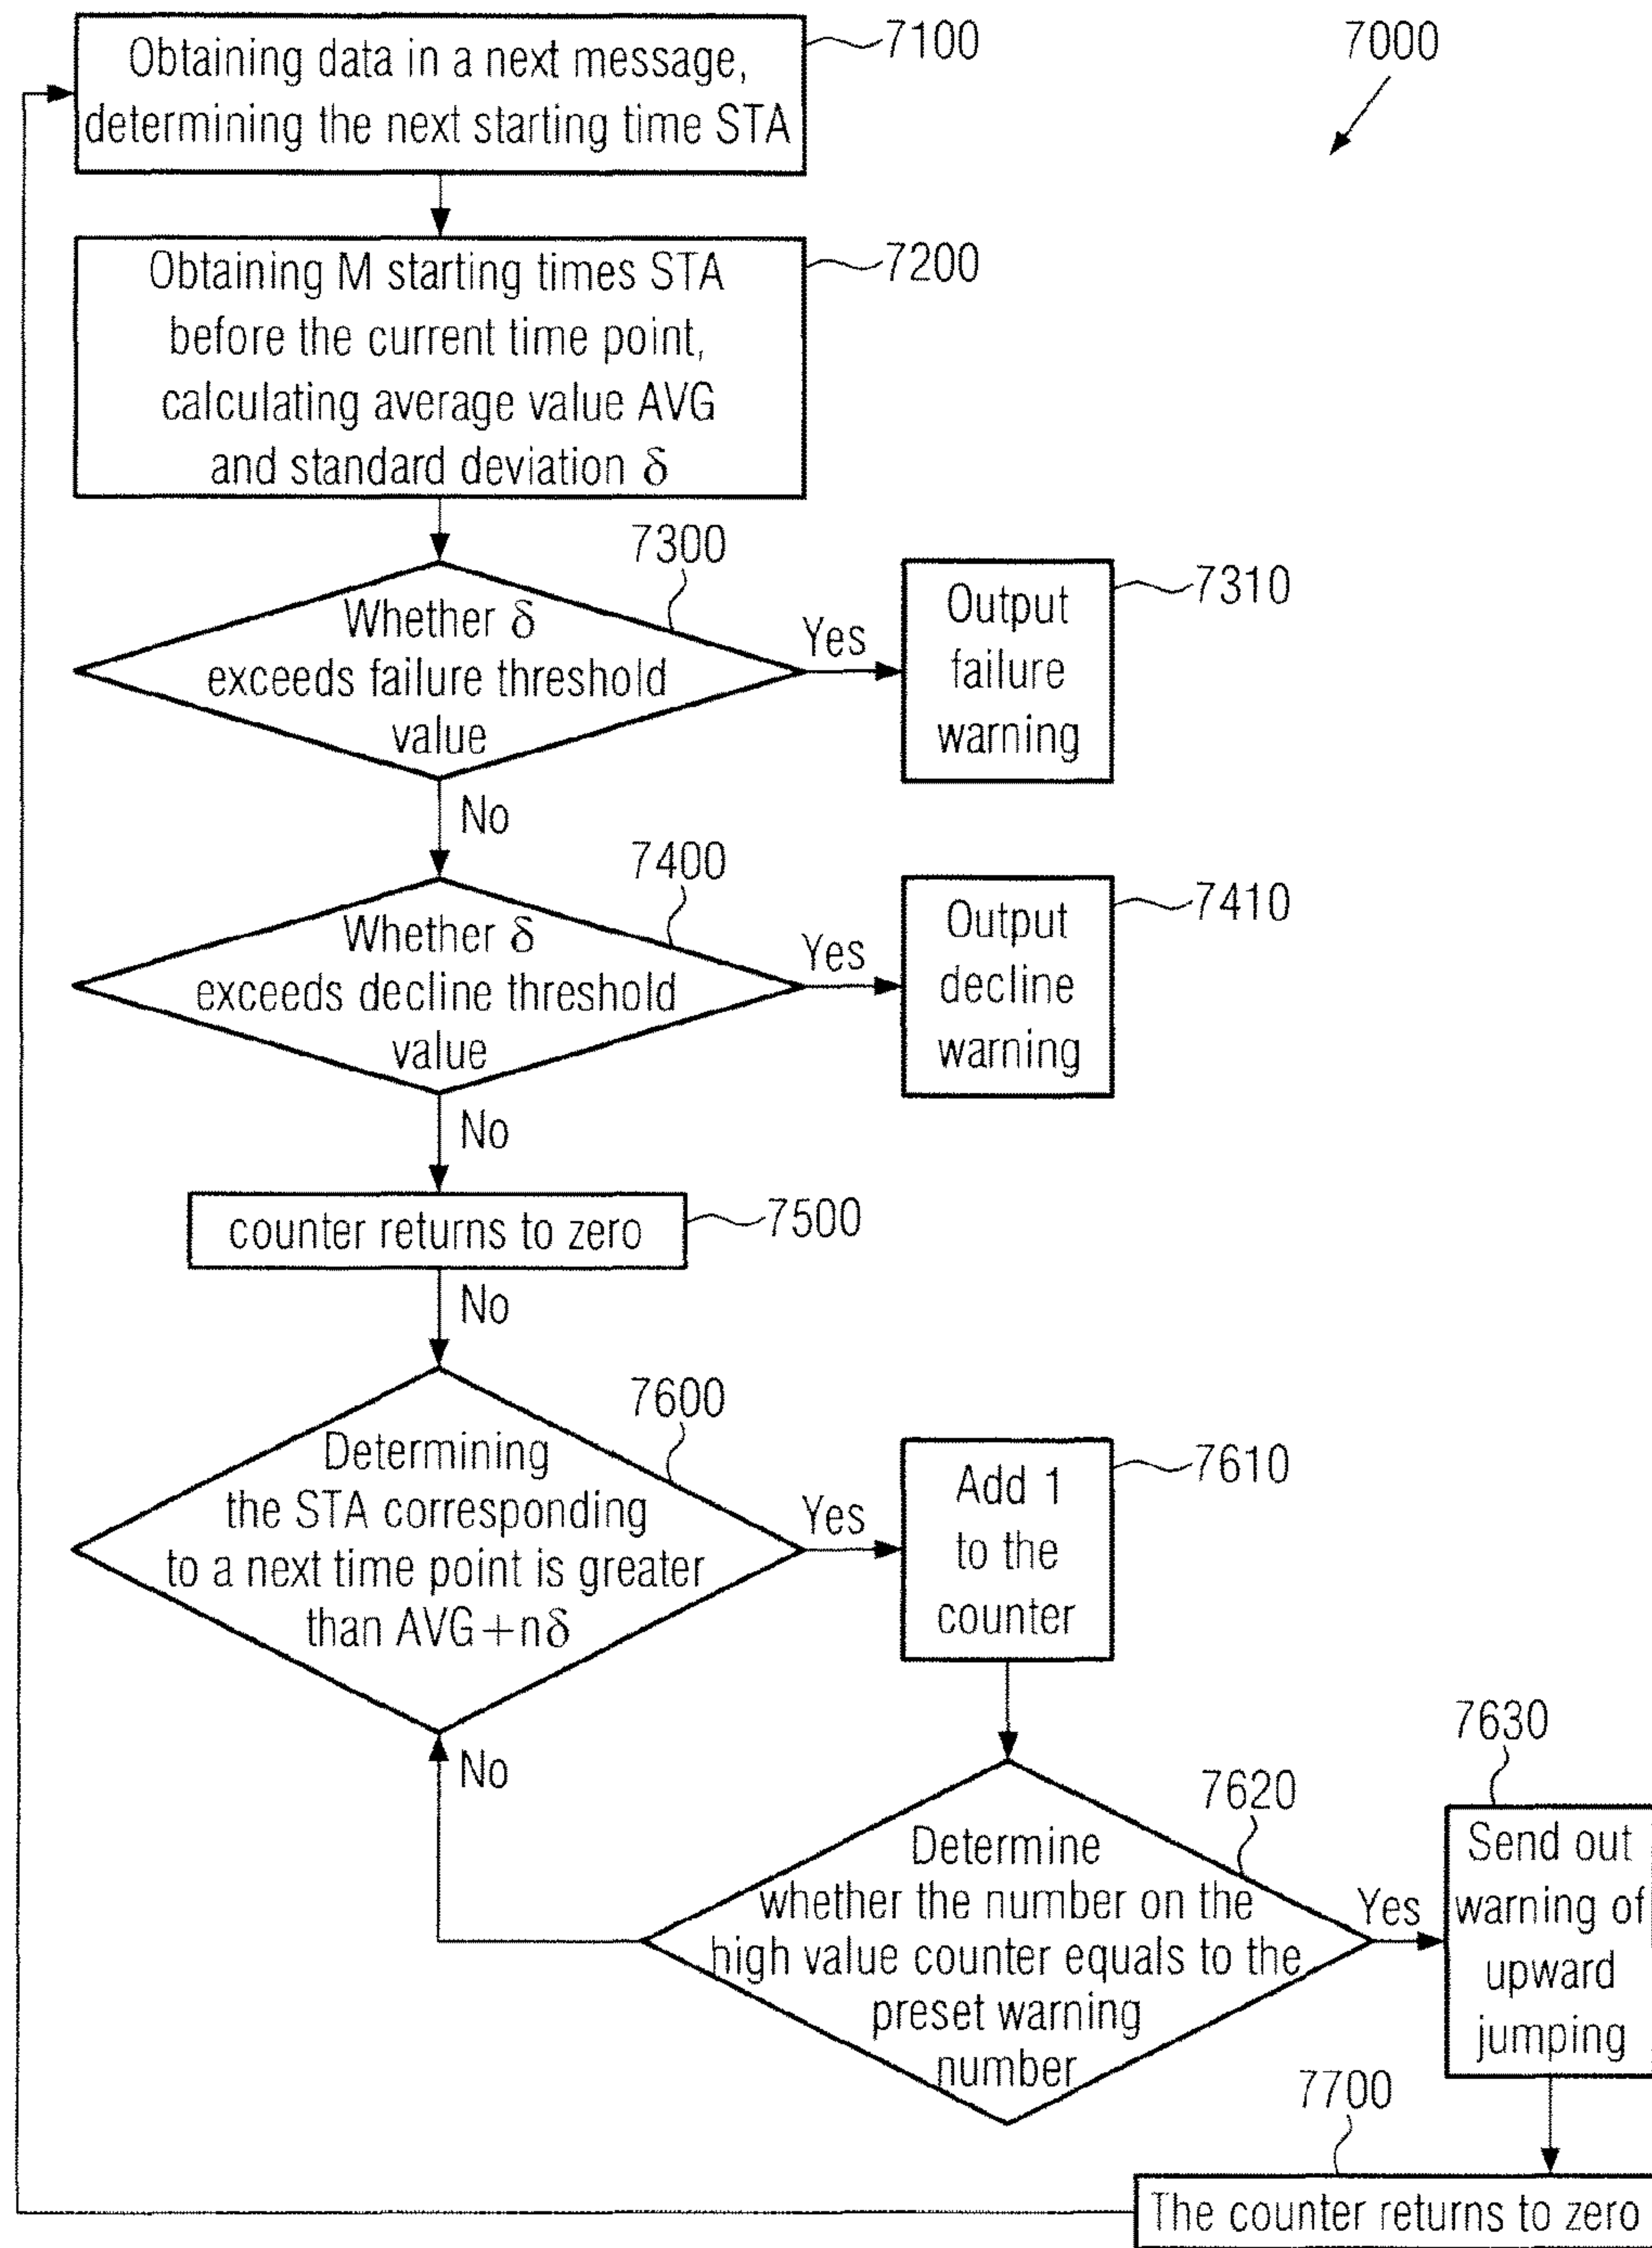 7100
7000
Obtaining data in a next message,
determining the next starting time STA
7200
Obtaining M starting times STA
before the current time point,
calculating average value AVG
and standard deviation δ
7300
Whether δ
exceeds failure threshold
value
Yes
7310
Output
failure
warning
No
7400
Whether δ
exceeds decline threshold
value
Yes
7410
Output
decline
warning
No
counter returns to zero
7500
No
7600
Determining
the STA corresponding
to a next time point is greater
than AVG+nδ
Yes
7610
Add 1
to the
counter
No
7620
Determine
whether the number on the
high value counter equals to the
preset warning
number
Yes
7630
Send out
warning of
upward
jumping
7700
The counter returns to zero